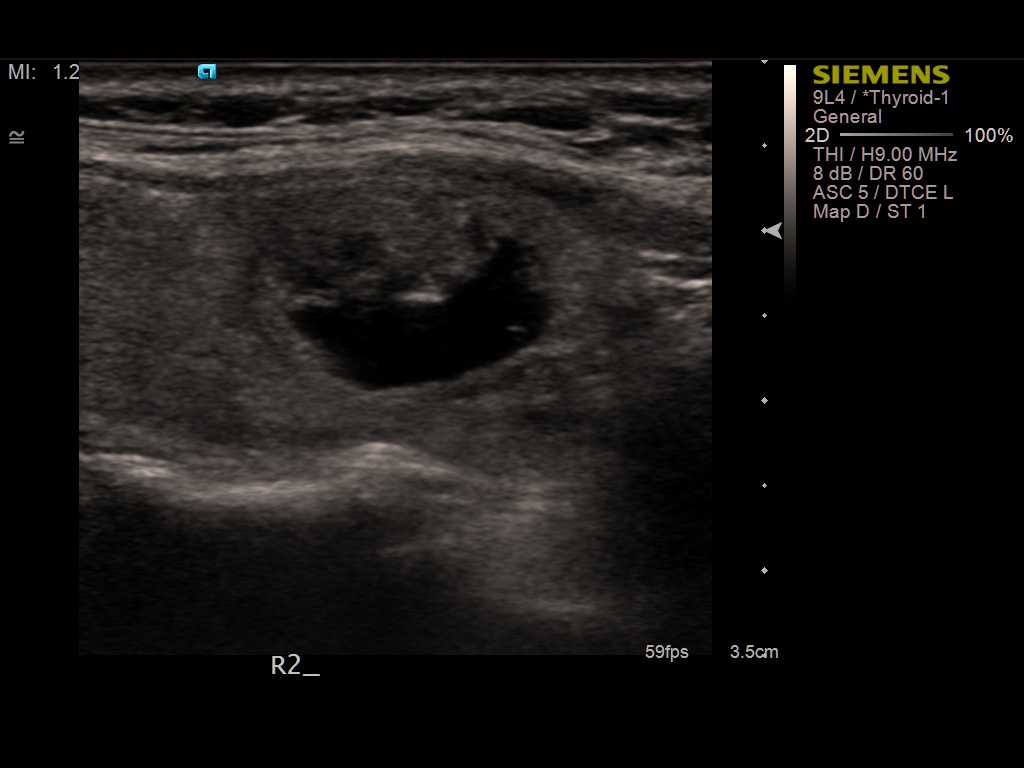 MI: 1.2
SIEMENS
9L4 / *Thyroid-1
General
2D 100%
THI / H9.00 MHz
8 dB / DR 60
ASC 5 / DTCE L
Map D / ST 1
59fps 3.5cm
R2_